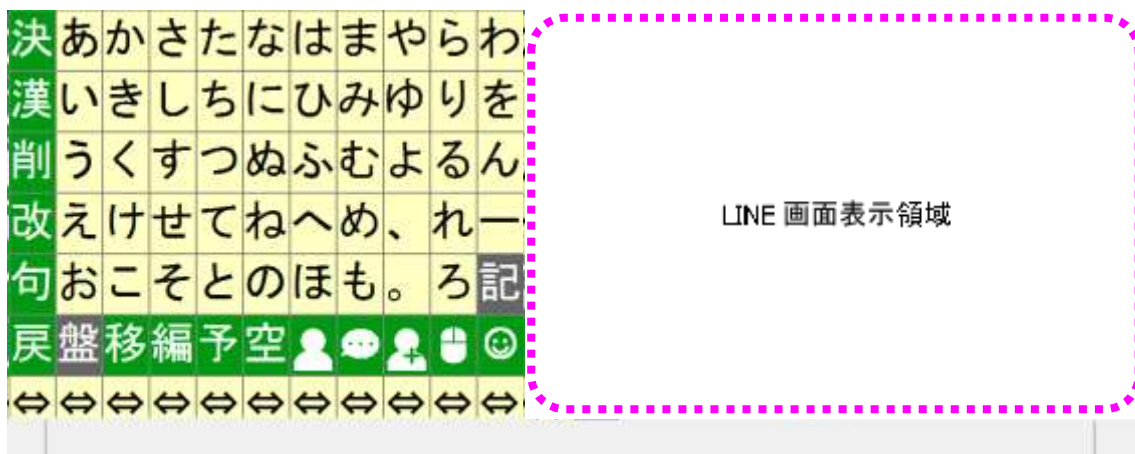 決あかさたなはまやらわ
漢いきしちにひみゆりを
削うくすつぬふむよるん
改えけせてねへめ、れー
句おこそとのほも。ろ記
戻盤移編予空
⇔⇔⇔⇔⇔⇔⇔⇔⇔⇔⇔
LINE 画面表示領域